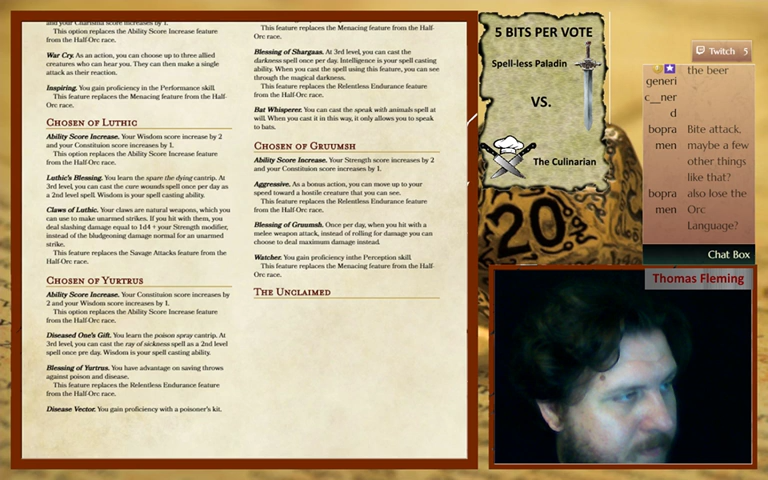 and your Charisma score increases by 1.
This option replaces the Ability Score Increase feature
from the Half-Orc race.
War Cry. As an action, you can choose up to three allied
creatures who can hear you. They can then make a single
attack as their reaction.
Inspiring. You gain proficiency in the Performance skill.
This feature replaces the Menacing feature from the Half-
Orc race.
Chosen of Luthic
Ability Score Increase. Your Wisdom score increase by 2
and your Constituion score increases by 1.
This option replaces the Ability Score Increase feature
from the Half-Orc race.
Luthic's Blessing. You learn the spare the dying cantrip. At
3rd level, you can cast the cure wounds spell once per day as
a 2nd level spell. Wisdom is your spell casting ability.
Claws of Luthic. Your claws are natural weapons, which you
can use to make unarmed strikes. If you hit with them, you
deal slashing damage equal to 1d4 + your Strength modifier,
instead of the bludgeoning damage normal for an unarmed
strike.
This feature replaces the Savage Attacks feature from the
Half-Orc race.
Chosen of Yurtrus
Ability Score Increase. Your Constituion score increases by
2 and your Wisdom score increases by 1.
This option replaces the Ability Score Increase feature
from the Half-Orc race.
Diseased One's Gift. You learn the poison spray cantrip. At
3rd level, you can cast the ray of sickness spell as a 2nd level
spell once per day. Wisdom is your spell casting ability.
Blessing of Yurtrus. You have advantage on saving throws
against poison and disease.
This feature replaces the Relentless Endurance feature
from the Half-Orc race.
Disease Vector. You gain proficiency with a poisoner's kit.
This feature replaces the Menacing feature from the Half-
Orc race.
Blessing of Shargaas. At 3rd level, you can cast the
darkness spell once per day. Intelligence is your spell casting
ability. When you cast the spell using this feature, you can see
through the magical darkness.
This feature replaces the Relentless Endurance feature
from the Half-Orc race.
Bat Whisperer. You can cast the speak with animals spell at
will. When you cast it in this way, it only allows you to speak
to bats.
Chosen of Gruumsh
Ability Score Increase. Your Strength score increases by 2
and your Constituion score increases by 1.
Aggressive. As a bonus action, you can move up to your
speed toward a hostile creature that you can see.
This feature replaces the Relentless Endurance feature
from the Half-Orc race.
Blessing of Gruumsh. Once per day, when you hit with a
melee weapon attack, instead of rolling for damage you can
choose to deal maximum damage instead.
Watcher. You gain proficiency inthe Perception skill.
This feature replaces the Menacing feature from the Half-
Orc race.
The Unclaimed
5 BITS PER VOTE
Spell-less Paladin
VS.
The Culinarian
20
Twitch 5
the beer
generi
c__ner
d
bopra
men
Bite attack,
maybe a few
other things
like that?
bopra
men
also lose the
Orc
Language?
Chat Box
Thomas Fleming